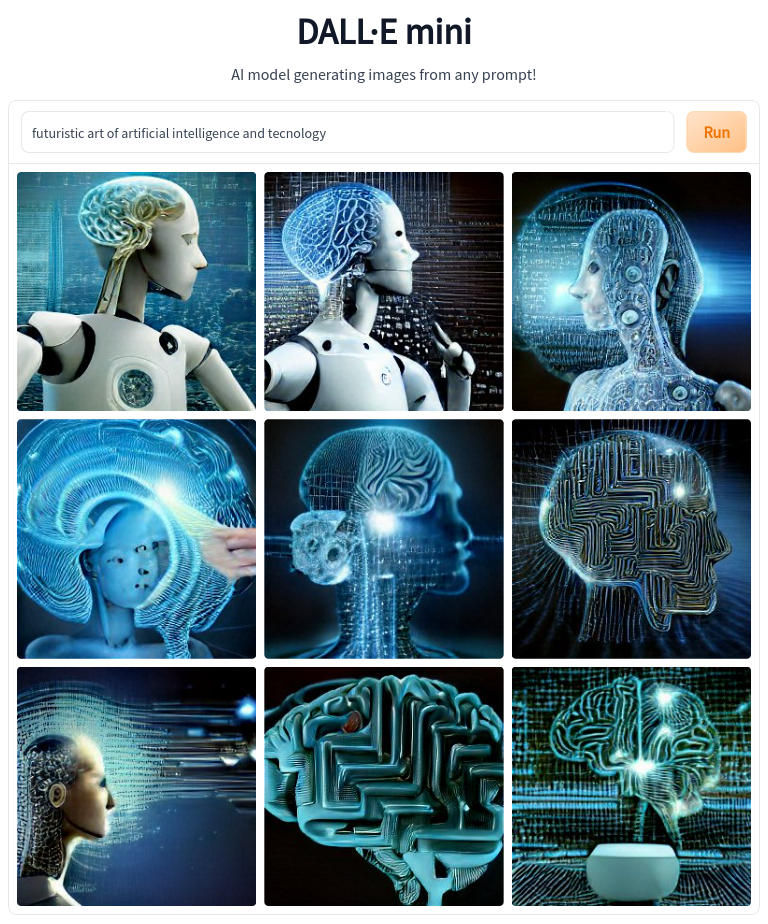 DALL·E mini
AI model generating images from any prompt!
futuristic art of artificial intelligence and tecnology
Run